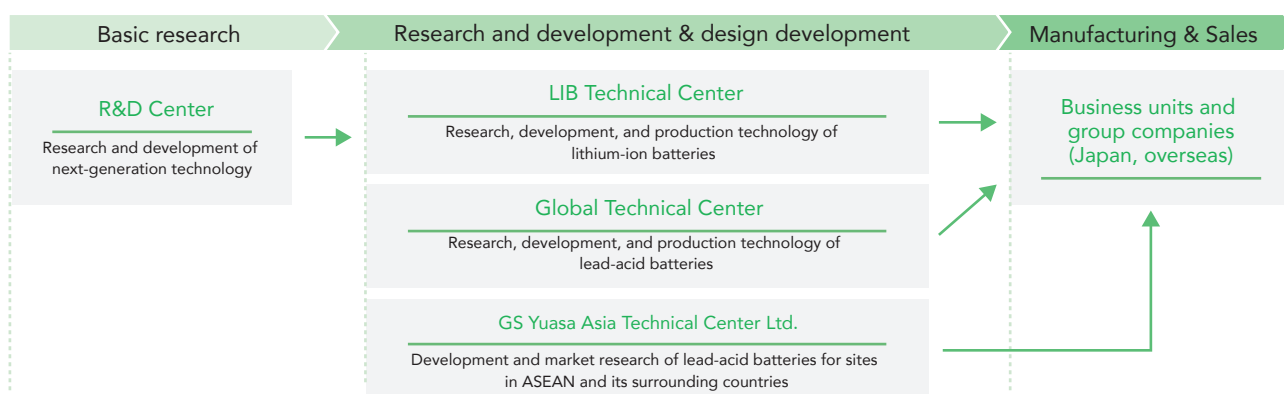 Basic research
Research and development & design development
Manufacturing & Sales
R&D Center
Research and development of
next-generation technology
LIB Technical Center
Research, development, and production technology of
lithium-ion batteries
Global Technical Center
Research, development, and production technology of
lead-acid batteries
GS Yuasa Asia Technical Center Ltd.
Development and market research of lead-acid batteries for sites
in ASEAN and its surrounding countries
Business units and
group companies
(Japan, overseas)